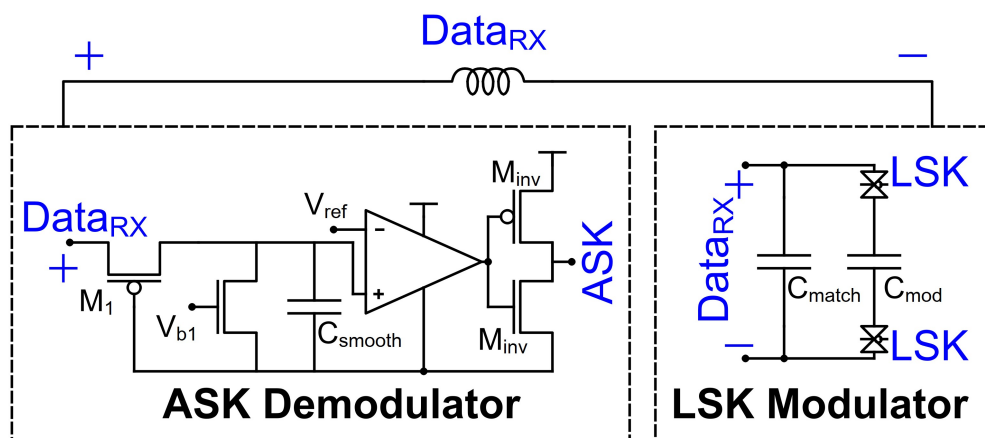 Data_RX
+ −
Data_RX
+
M_1
V_b1
C_smooth
V_ref
−
+
M_inv
M_inv
ASK
ASK Demodulator
Data_RX
+
−
C_match
LSK
C_mod
LSK
LSK Modulator